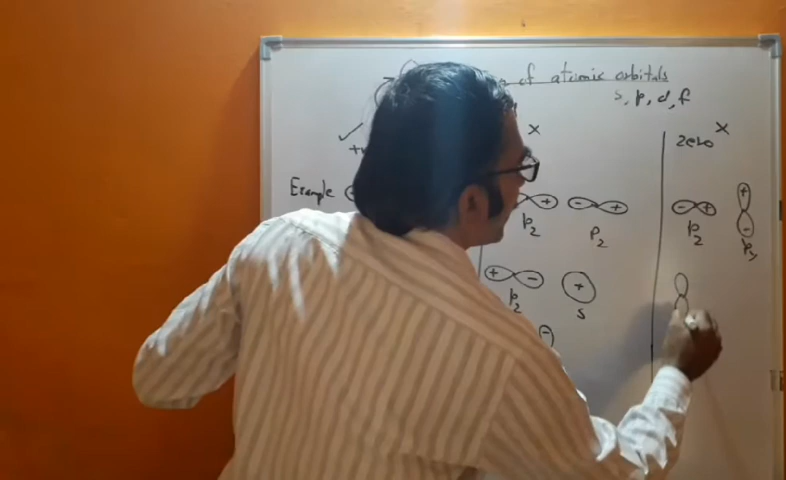 of atomic orbitals
s, p, d, f
✓ x zero x
+
Example
- + - + - + +
-
p₂ p₂ p₂ p
+ - +
p₂ s
-